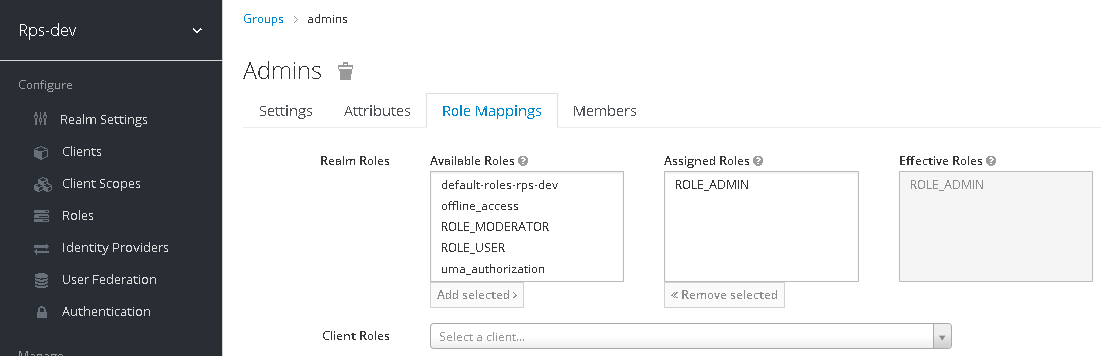 Rps-dev
Configure
Realm Settings
Clients
Client Scopes
Roles
Identity Providers
User Federation
Authentication
Manage
Groups > admins
Admins
Settings Attributes Role Mappings Members
Realm Roles Available Roles ? Assigned Roles ? Effective Roles ?
default-roles-rps-dev
offline_access
ROLE_MODERATOR
ROLE_USER
uma_authorization
Add selected >
ROLE_ADMIN
« Remove selected
ROLE_ADMIN
Client Roles Select a client...